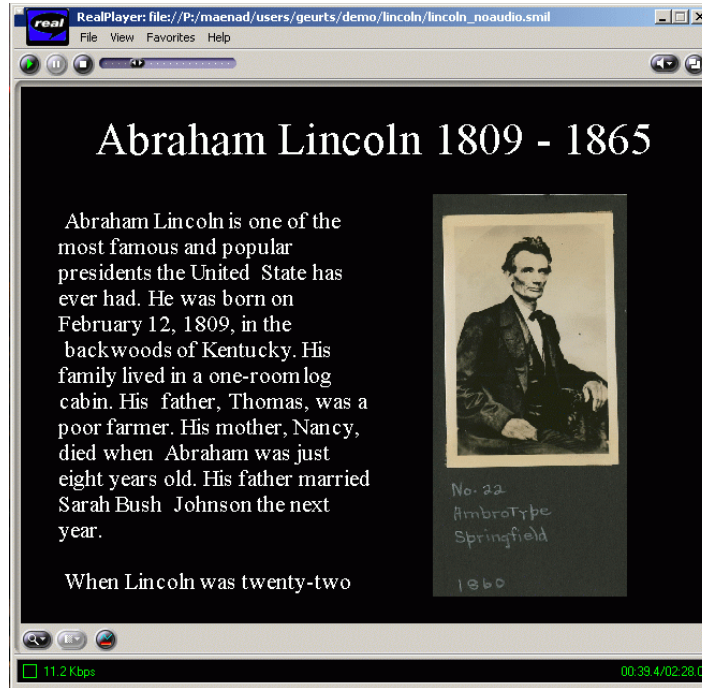 real
RealPlayer: file://P:/maenad/users/geurts/demo/lincoln/lincoln_noaudio.smil
File View Favorites Help
Abraham Lincoln 1809 - 1865
Abraham Lincoln is one of the
most famous and popular
presidents the United State has
ever had. He was born on
February 12, 1809, in the
backwoods of Kentucky. His
family lived in a one-room log
cabin. His father, Thomas, was a
poor farmer. His mother, Nancy,
died when Abraham was just
eight years old. His father married
Sarah Bush Johnson the next
year.
When Lincoln was twenty-two
No. 22
AmbroType
Springfield
1860
11.2 Kbps
00:39.4/02:28.0